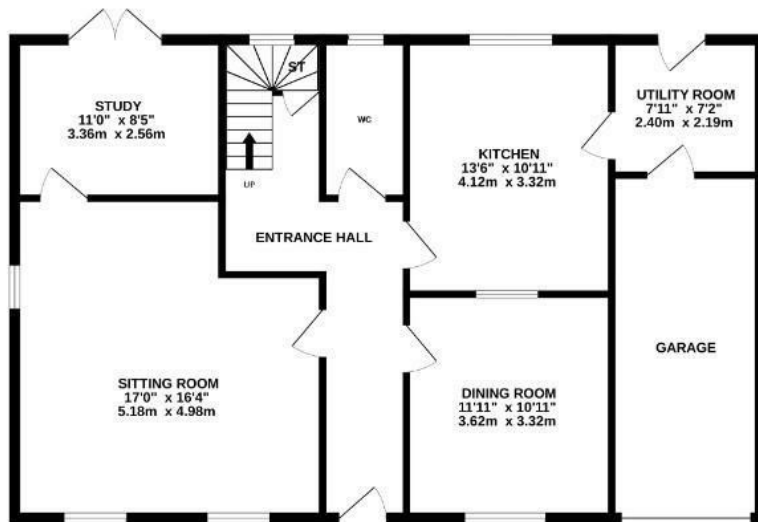 STUDY
11'0" x 8'5"
3.36m x 2.56m
ST
UP
WC
KITCHEN
13'6" x 10'11"
4.12m x 3.32m
UTILITY ROOM
7'11" x 7'2"
2.40m x 2.19m
ENTRANCE HALL
SITTING ROOM
17'0" x 16'4"
5.18m x 4.98m
DINING ROOM
11'11" x 10'11"
3.62m x 3.32m
GARAGE